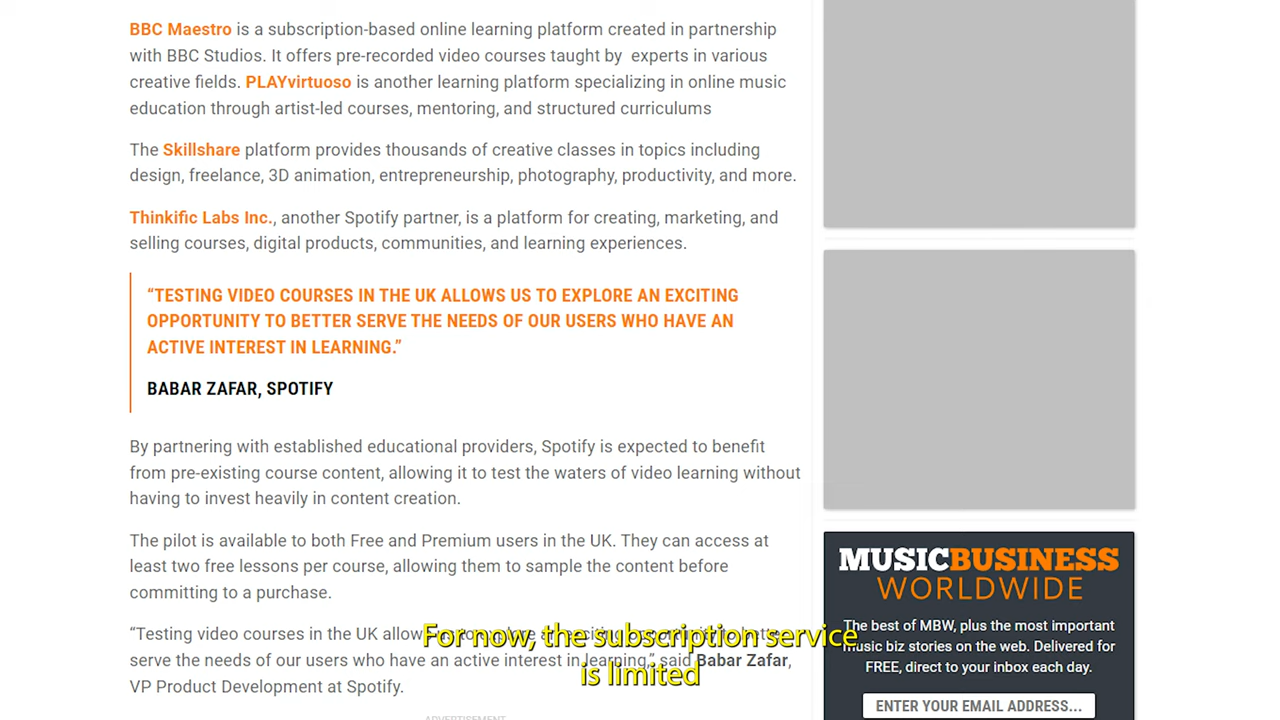 BBC Maestro is a subscription-based online learning platform created in partnership
with BBC Studios. It offers pre-recorded video courses taught by experts in various
creative fields. PLAYvirtuoso is another learning platform specializing in online music
education through artist-led courses, mentoring, and structured curriculums
The Skillshare platform provides thousands of creative classes in topics including
design, freelance, 3D animation, entrepreneurship, photography, productivity, and more.
Thinkific Labs Inc., another Spotify partner, is a platform for creating, marketing, and
selling courses, digital products, communities, and learning experiences.
“TESTING VIDEO COURSES IN THE UK ALLOWS US TO EXPLORE AN EXCITING
OPPORTUNITY TO BETTER SERVE THE NEEDS OF OUR USERS WHO HAVE AN
ACTIVE INTEREST IN LEARNING.”
BABAR ZAFAR, SPOTIFY
By partnering with established educational providers, Spotify is expected to benefit
from pre-existing course content, allowing it to test the waters of video learning without
having to invest heavily in content creation.
The pilot is available to both Free and Premium users in the UK. They can access at
least two free lessons per course, allowing them to sample the content before
committing to a purchase.
“Testing video courses in the UK
serve the needs of our users who have an active interest in learning,” said Babar Zafar,
VP Product Development at Spotify.
ADVERTISEMENT
MUSICBUSINESS
WORLDWIDE
The best of MBW, plus the most important
music biz stories on the web. Delivered for
FREE, direct to your inbox each day.
ENTER YOUR EMAIL ADDRESS...
For now, the subscription service
is limited